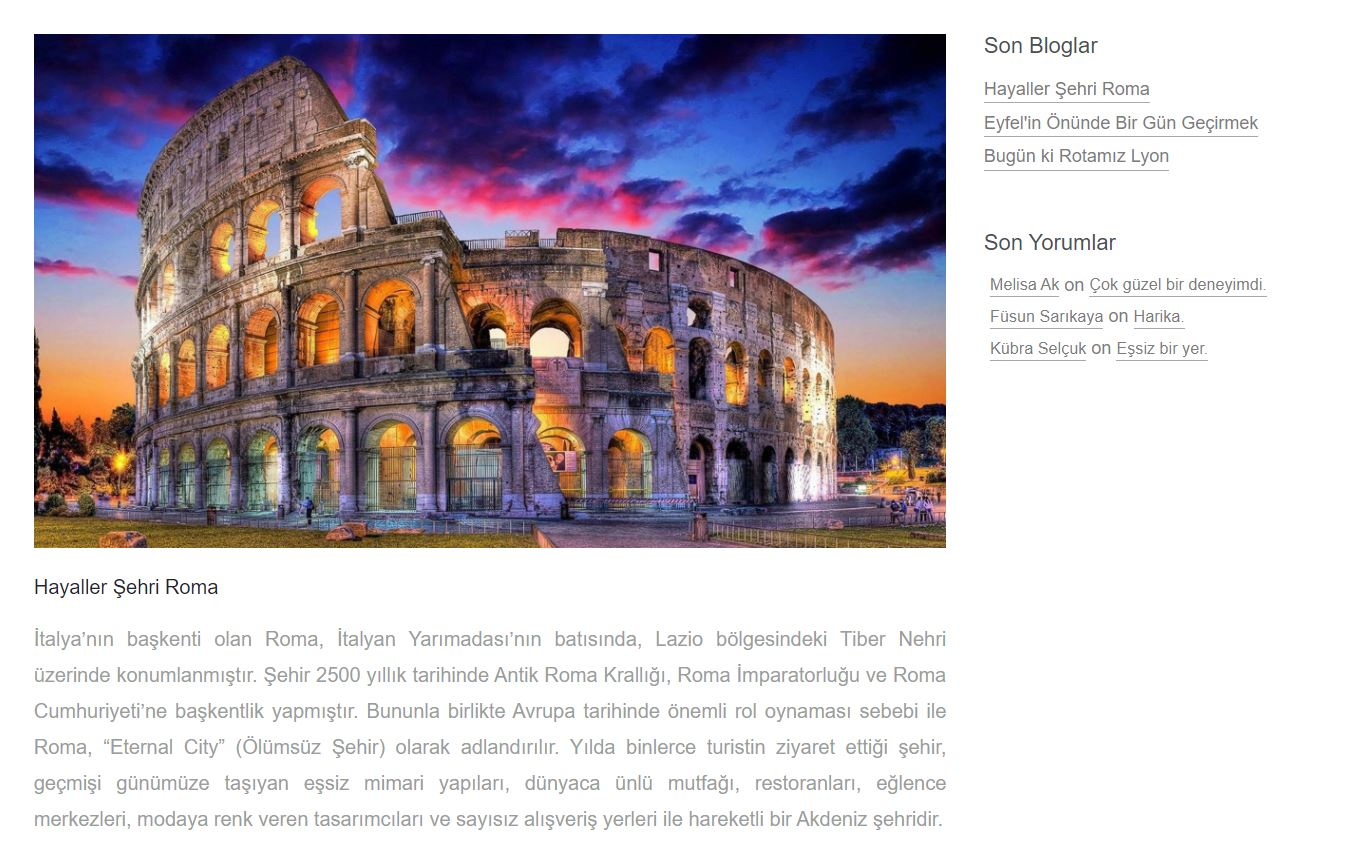 Hayaller Şehri Roma
İtalya’nın başkenti olan Roma, İtalyan Yarımadası’nın batısında, Lazio bölgesindeki Tiber Nehri
üzerinde konumlanmıştır. Şehir 2500 yıllık tarihinde Antik Roma Krallığı, Roma İmparatorluğu ve Roma
Cumhuriyeti’ne başkentlik yapmıştır. Bununla birlikte Avrupa tarihinde önemli rol oynaması sebebi ile
Roma, “Eternal City” (Ölümsüz Şehir) olarak adlandırılır. Yılda binlerce turistin ziyaret ettiği şehir,
geçmişi günümüze taşıyan eşsiz mimari yapıları, dünyaca ünlü mutfağı, restoranları, eğlence
merkezleri, modaya renk veren tasarımcıları ve sayısız alışveriş yerleri ile hareketli bir Akdeniz şehridir.
Son Bloglar
Hayaller Şehri Roma
Eyfel'in Önünde Bir Gün Geçirmek
Bugün ki Rotamız Lyon
Son Yorumlar
Melisa Ak on Çok güzel bir deneyimdi.
Füsun Sarıkaya on Harika.
Kübra Selçuk on Eşsiz bir yer.